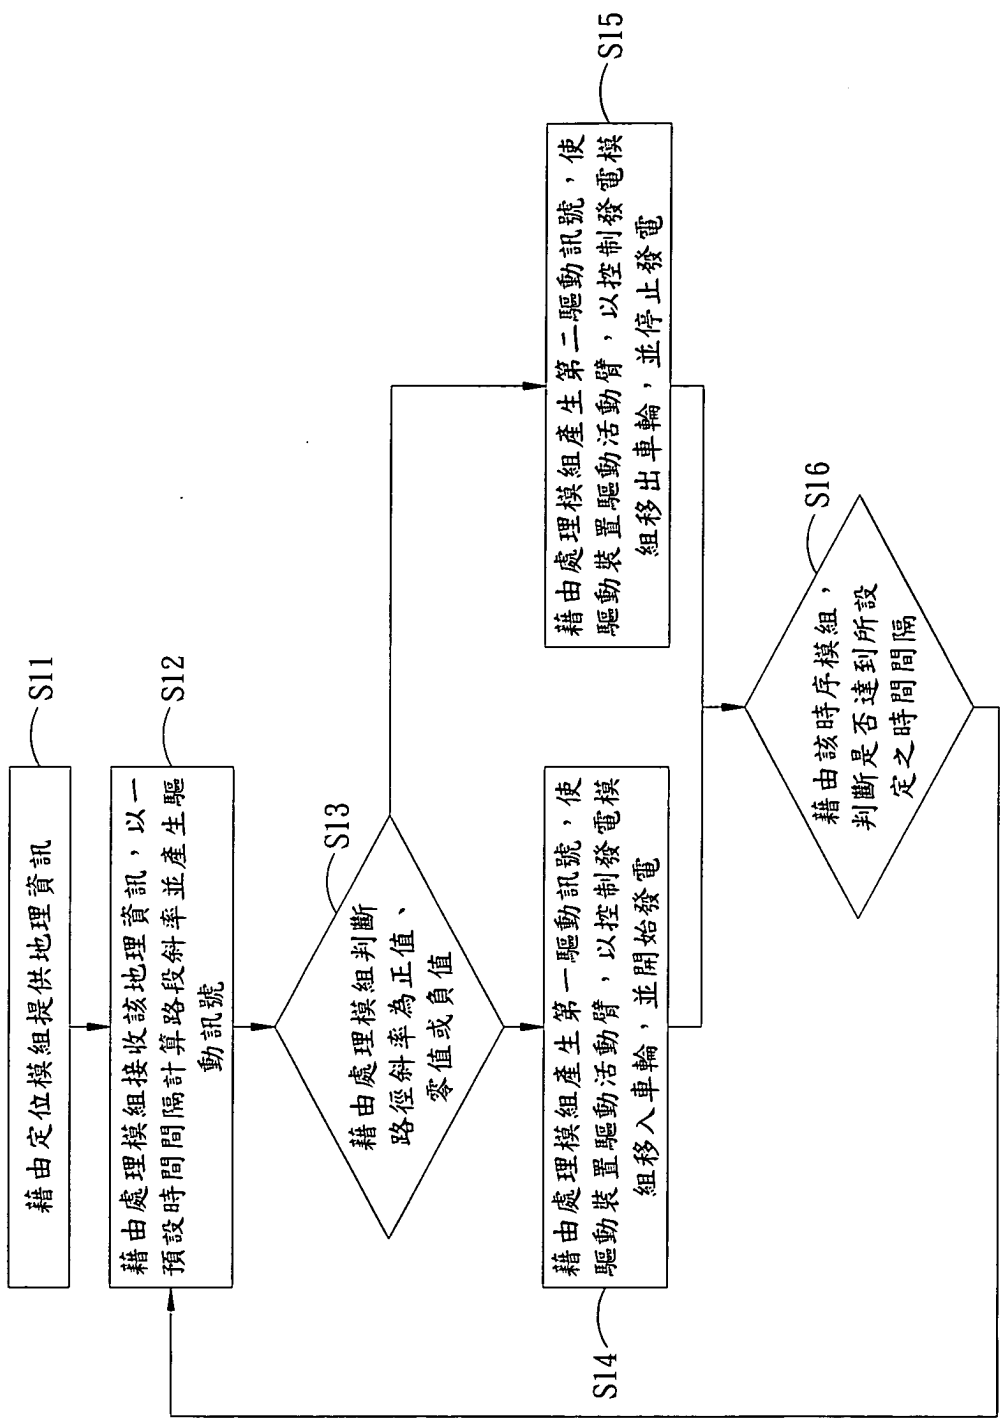 藉由定位模組提供地理資訊
S11
藉由處理模組接收該地理資訊，以一
預設時間間隔計算路段斜率並產生驅
動訊號
S12
藉由處理模組判斷
路徑斜率為正值、
零值或負值
S13
藉由處理模組產生第一驅動訊號，使
驅動裝置驅動活動臂，以控制發電模
組移入車輪，並開始發電
S14
藉由處理模組產生第二驅動訊號，使
驅動裝置驅動活動臂，以控制發電模
組移出車輪，並停止發電
S15
藉由該時序模組，
判斷是否達到所設
定之時間間隔
S16